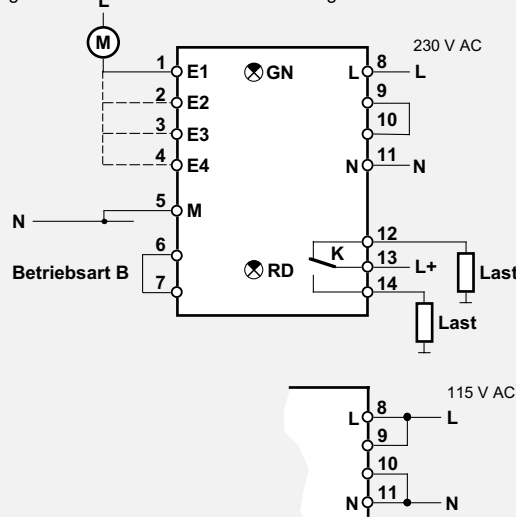 L
M
230 V AC
1 E1 GN L 8 L
2 E2 9
3 E3 10
4 E4 N 11 N
5 M
N
12
6 K 13 L+
Betriebsart B RD Last
7 14
Last
115 V AC
L 8 L
9
10
N 11 N